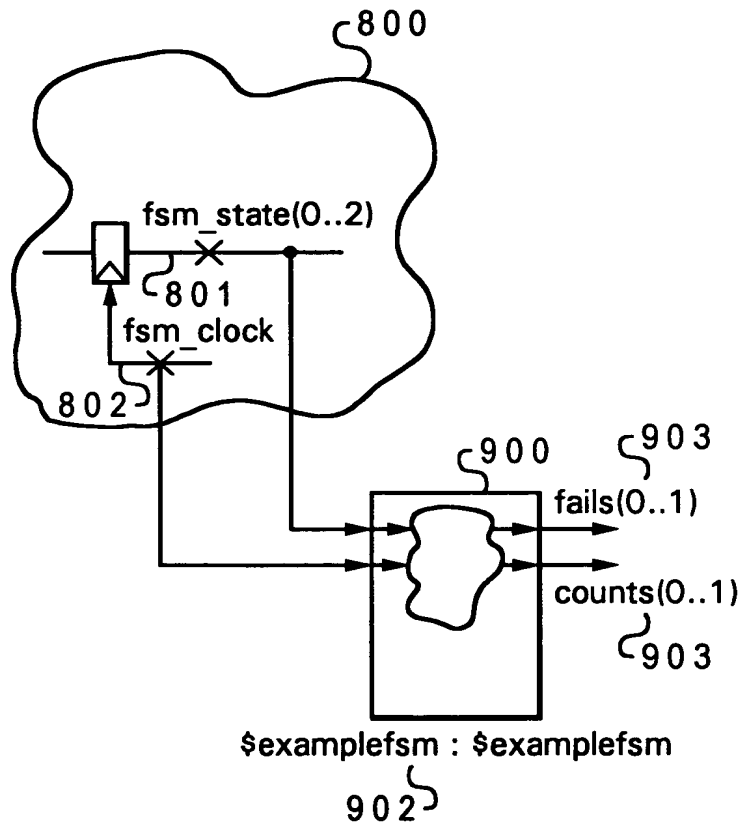 800
fsm_state(0..2)
801
fsm_clock
802
900
903
fails(0..1)
counts(0..1)
903
$examplefsm : $examplefsm
902